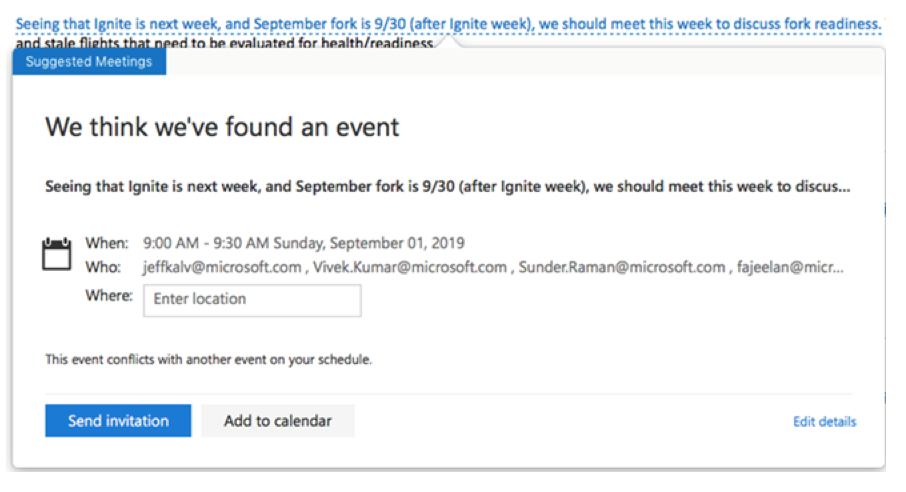 Seeing that Ignite is next week, and September fork is 9/30 (after Ignite week), we should meet this week to discuss fork readiness.
and stale flights that need to be evaluated for health/readiness.
Suggested Meetings
We think we've found an event
Seeing that Ignite is next week, and September fork is 9/30 (after Ignite week), we should meet this week to discus...
When: 9:00 AM - 9:30 AM Sunday, September 01, 2019
Who: jeffkalv@microsoft.com , Vivek.Kumar@microsoft.com , Sunder.Raman@microsoft.com , fajeelan@micr...
Where: Enter location
This event conflicts with another event on your schedule.
Send invitation Add to calendar Edit details